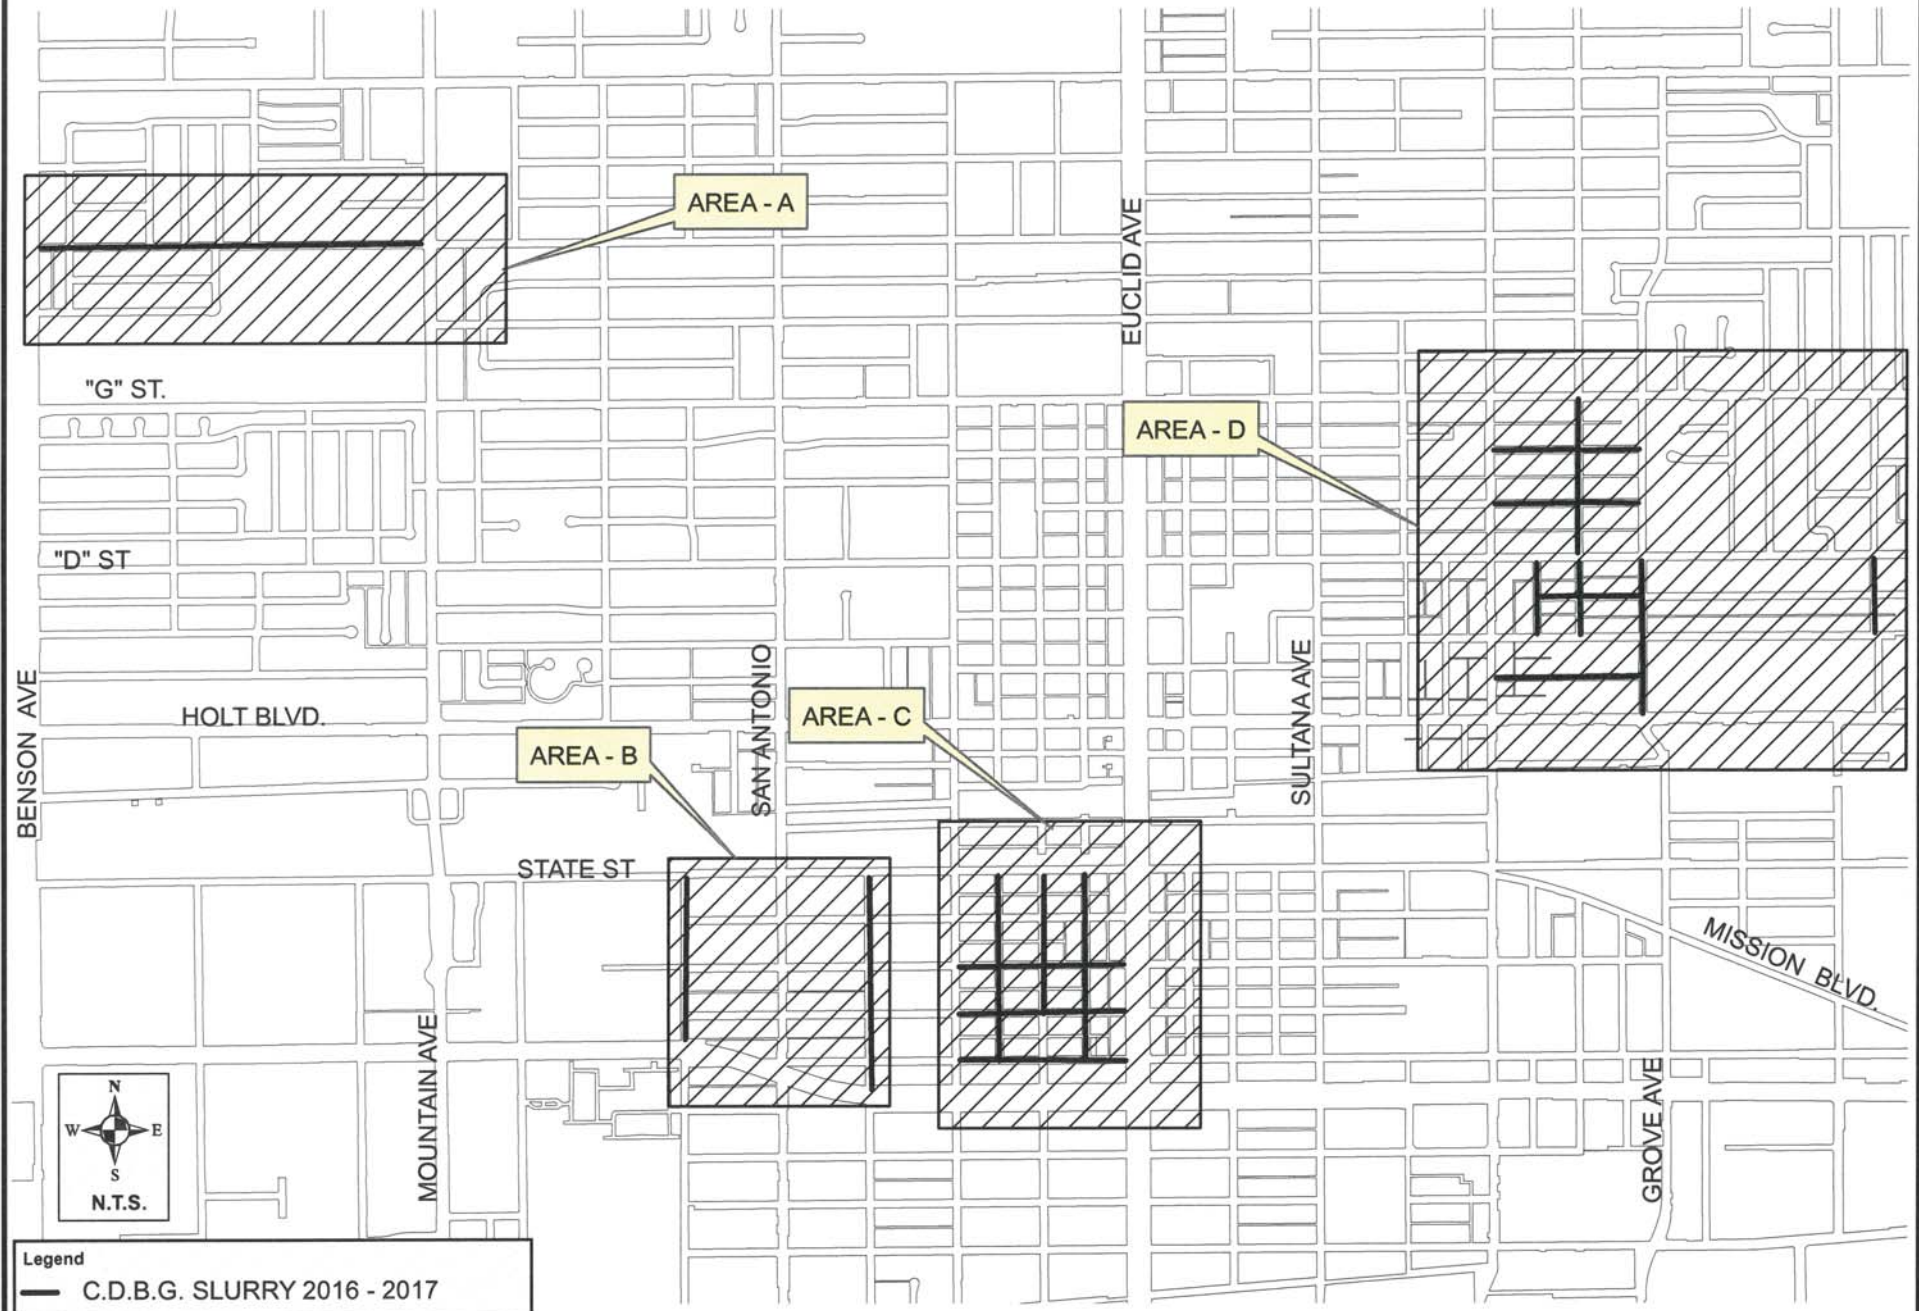 AREA - A
EUCLID AVE
"G" ST.
AREA - D
"D" ST
BENSON AVE
HOLT BLVD.
SAN ANTONIO
AREA - C
SULTANA AVE
AREA - B
STATE ST
MISSION BLVD.
MOUNTAIN AVE
GROVE AVE
N
W E
S
N.T.S.
Legend
C.D.B.G. SLURRY 2016 - 2017